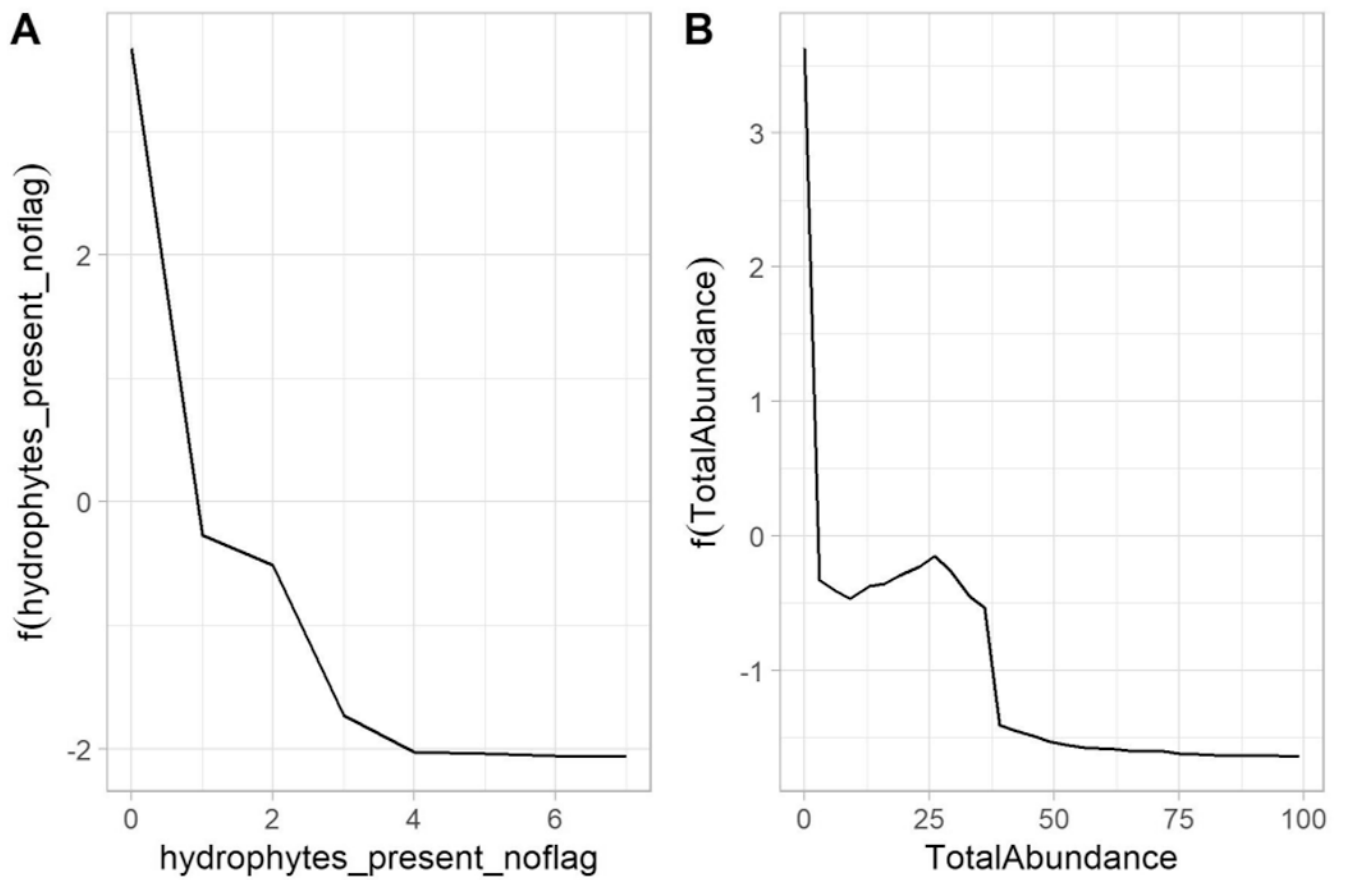 A
f(hydrophytes_present_noflag)
2
0
-2
0 2 4 6
hydrophytes_present_noflag
B
f(TotalAbundance)
3
2
1
0
-1
0 25 50 75 100
TotalAbundance